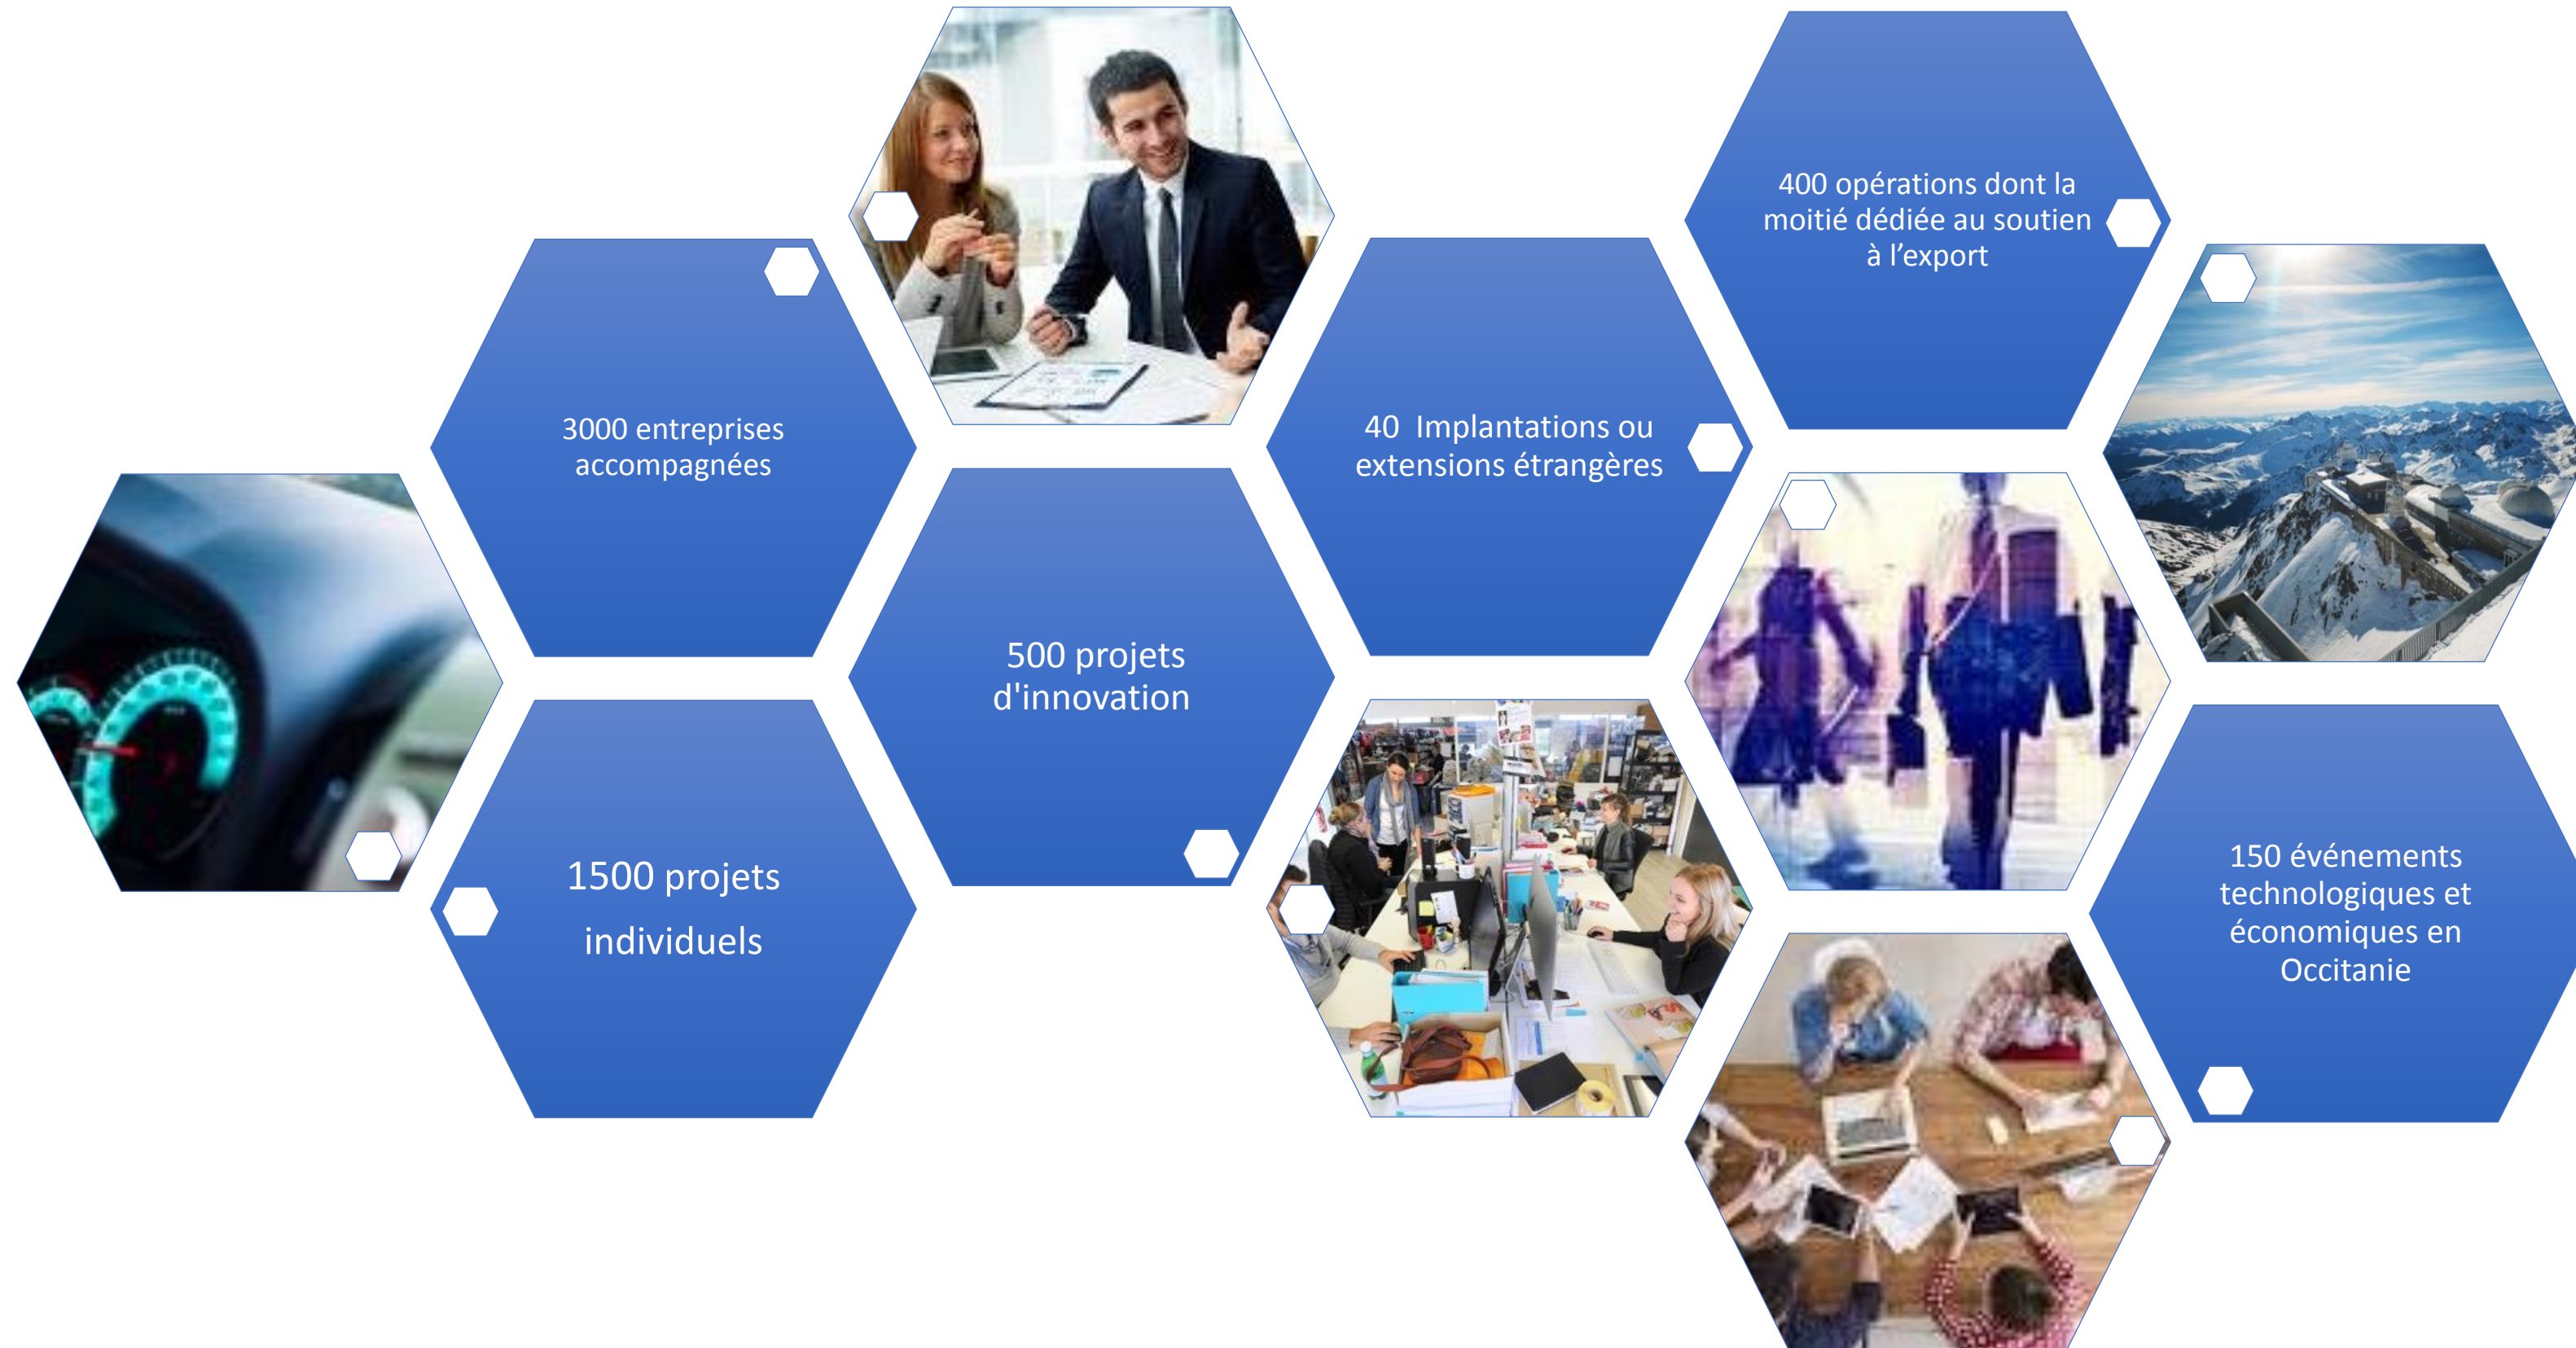 3000 entreprises
accompagnées
1500 projets
individuels
500 projets
d'innovation
40  Implantations ou
extensions étrangères
400 opérations dont la
moitié dédiée au soutien
à l’export
150 événements
technologiques et
économiques en
Occitanie